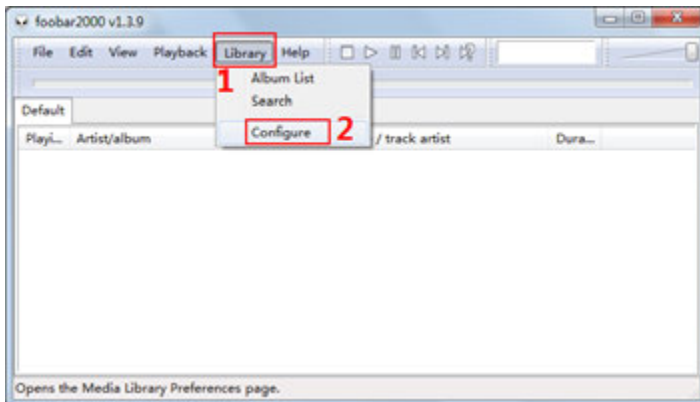 foobar2000 v1.3.9
File Edit View Playback Library Help
1 Album List
Search
Configure 2
Default
Playi... Artist/album / track artist Dura...
Opens the Media Library Preferences page.